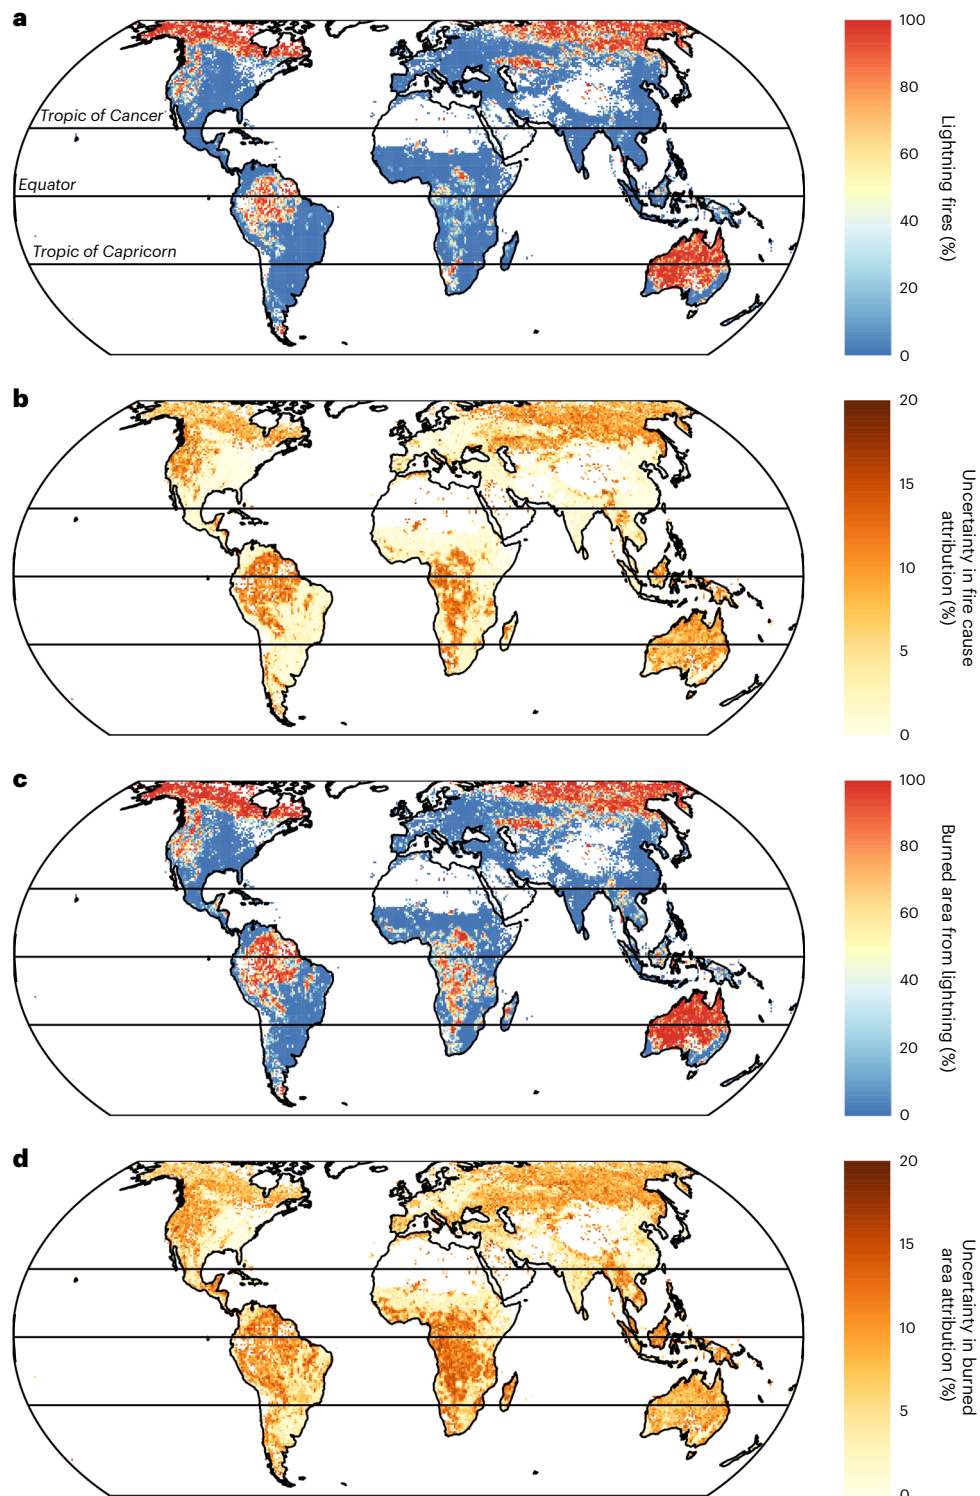 a
Tropic of Cancer
Equator
Tropic of Capricorn
100
80
60
40
20
0
Lightning fires (%)
b
20
15
10
5
0
Uncertainty in fire cause
attribution (%)
c
100
80
60
40
20
0
Burned area from lightning (%)
d
20
15
10
5
0
Uncertainty in burned
area attribution (%)